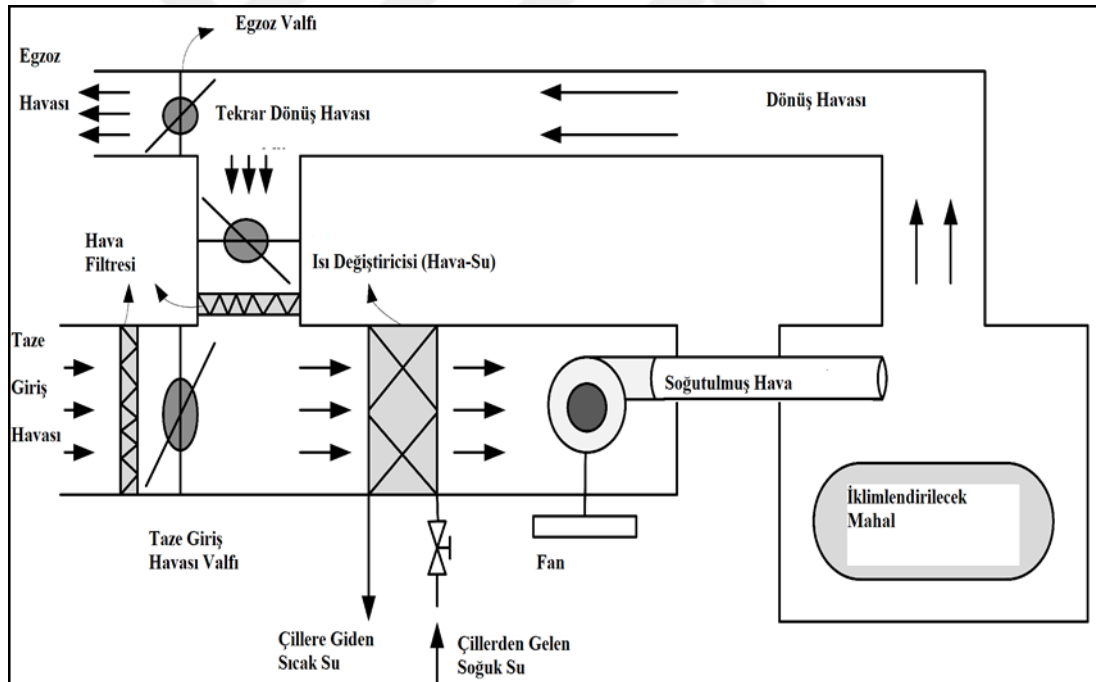 Egzoz Valfı
Egzoz
Havası
Tekrar Dönüş Havası
Dönüş Havası
Hava
Filtresi
Isı Değiştiricisi (Hava-Su)
Taze
Giriş
Havası
Soğutulmuş Hava
İklimlendirilecek
Mahal
Taze Giriş
Havası Valfı
Fan
Çillere Giden
Sıcak Su
Çillerden Gelen
Soğuk Su